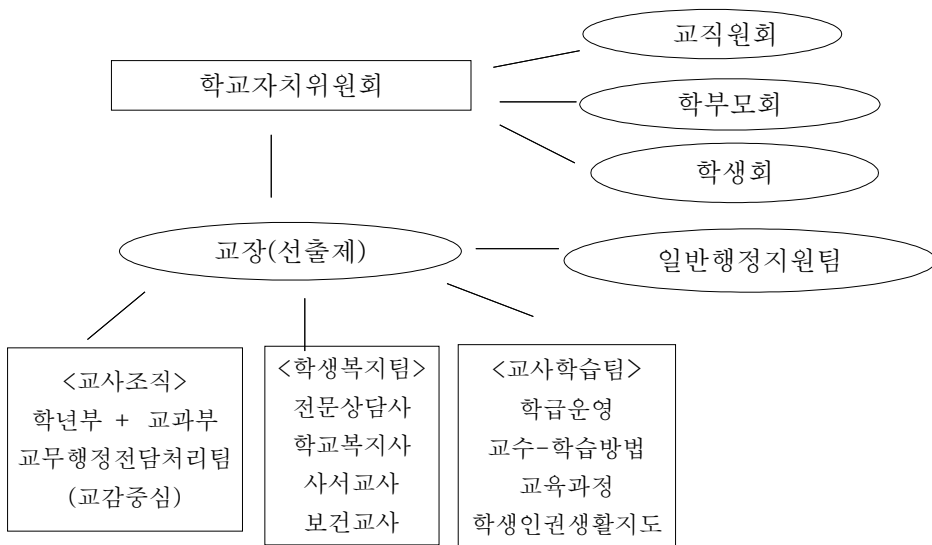 교직원회
학교자치위원회
학부모회
학생회
교장(선출제)
일반행정지원팀
<교사조직>
학년부 + 교과부
교무행정전담처리팀
(교감중심)
<학생복지팀>
전문상담사
학교복지사
사서교사
보건교사
<교사학습팀>
학급운영
교수-학습방법
교육과정
학생인권생활지도